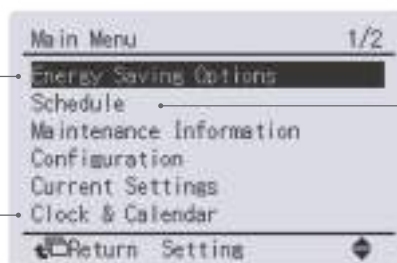 Main Menu 1/2
Energy Saving Options
Schedule
Maintenance Information
Configuration
Current Settings
Clock & Calendar
Return Setting